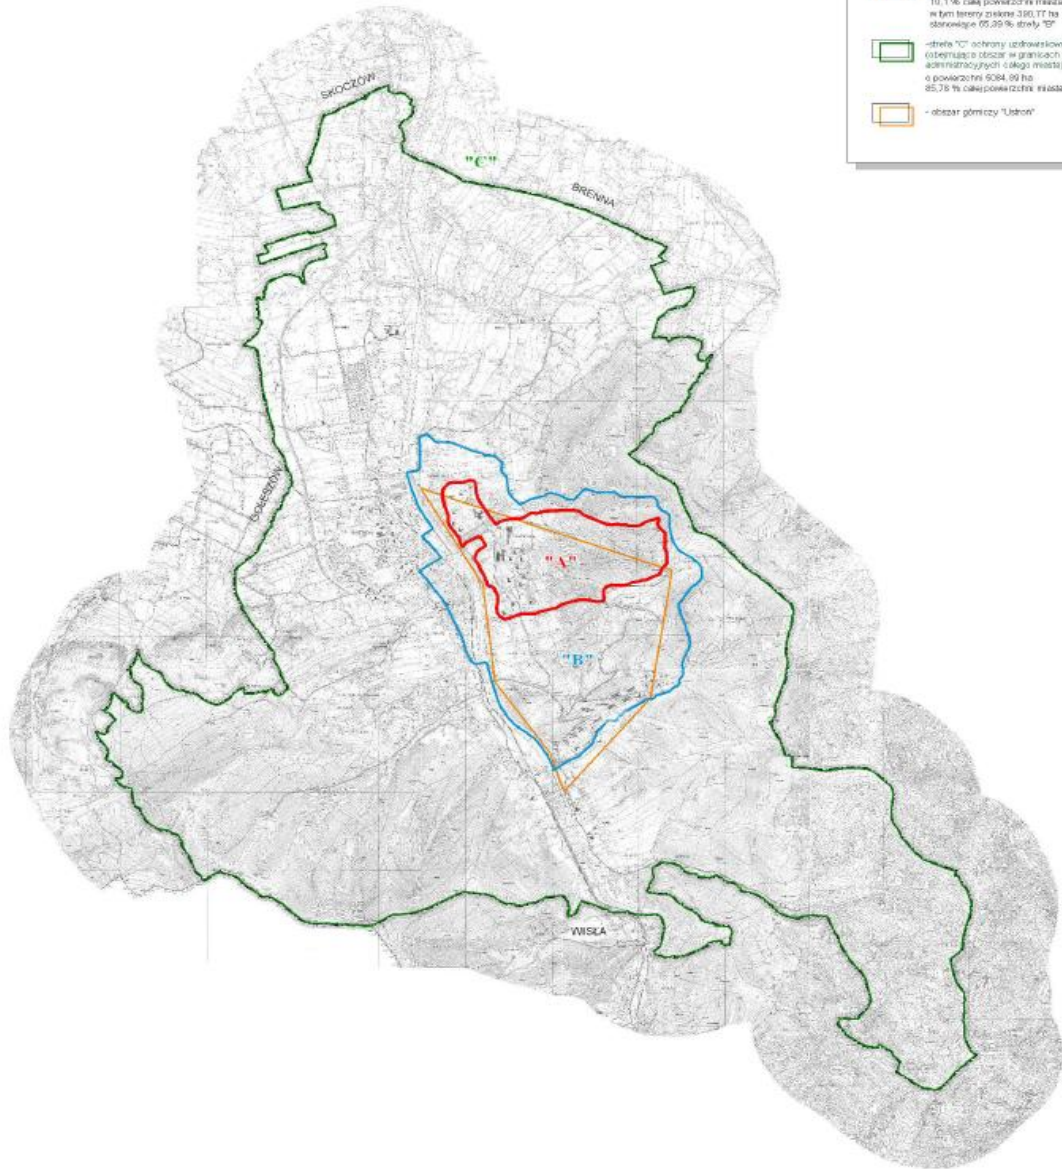 10,1 % całej powierzchni miasta
w tym tereny zielone 390,77 ha
stanowiące 65,39 % strefy "B"
-strefa "C" ochrony uzdrowiskowej
(obejmująca obszar w granicach
administracyjnych całego miasta)
o powierzchni 5084,89 ha
85,76 % całej powierzchni miasta
- obszar górniczy "Ustroń"
SKOCZÓW
"C"
BRENNA
GOLESZÓW
"A"
"B"
WISŁA